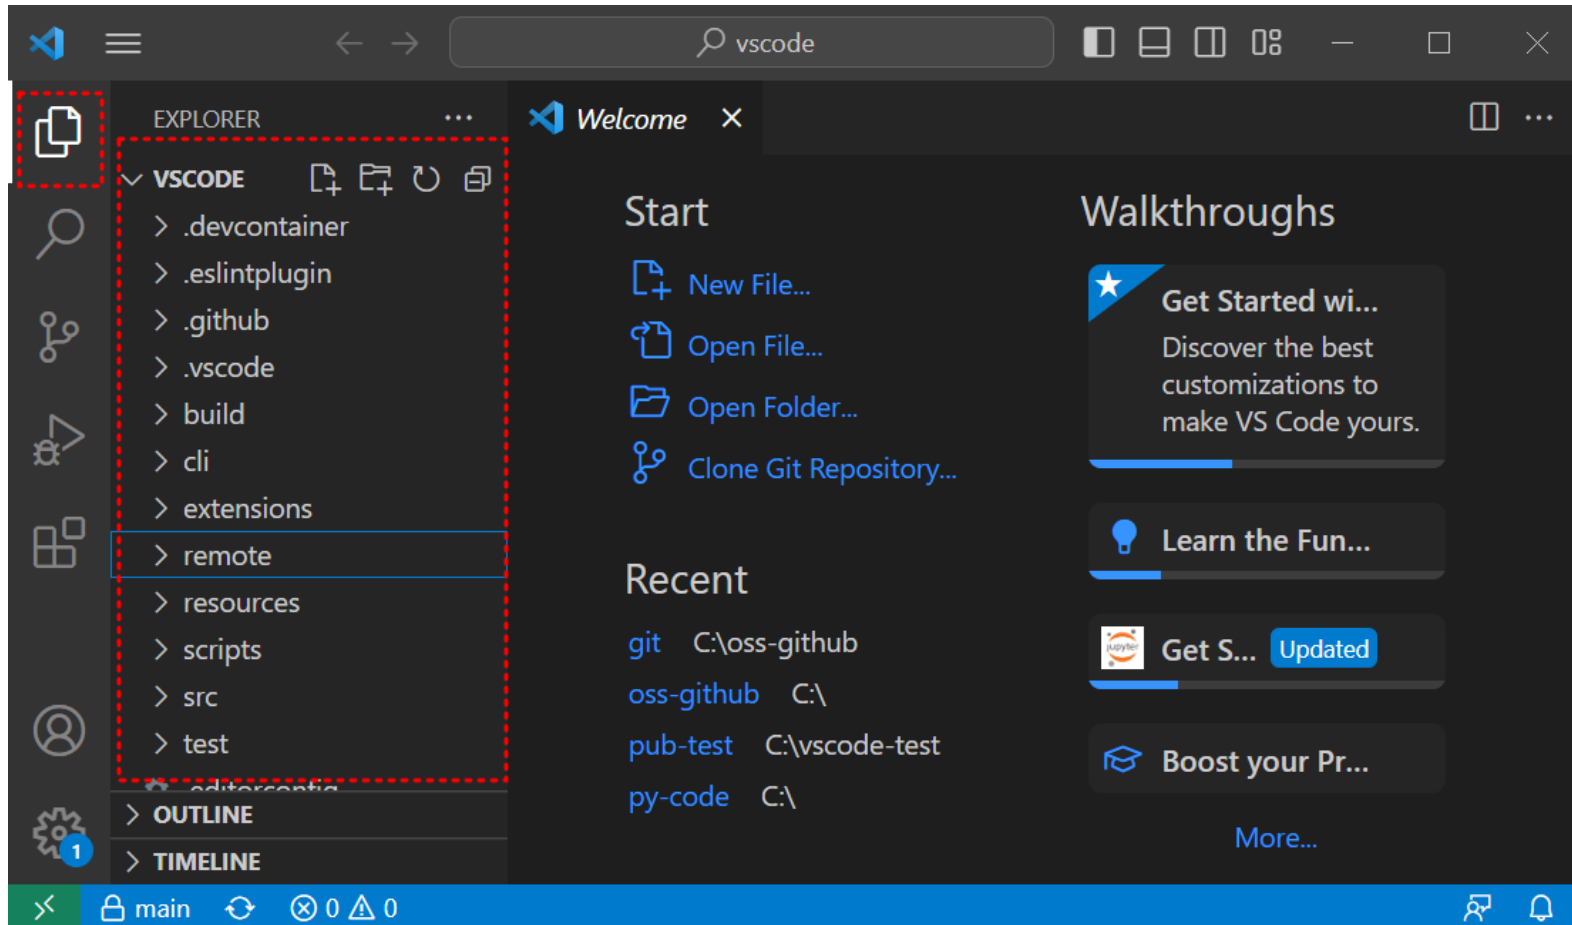 vscode
EXPLORER
Welcome
VSCODE
.devcontainer
.eslintplugin
.github
.vscode
build
cli
extensions
remote
resources
scripts
src
test
.editorconfig
OUTLINE
TIMELINE
Start
New File...
Open File...
Open Folder...
Clone Git Repository...
Recent
git C:\oss-github
oss-github C:\
pub-test C:\vscode-test
py-code C:\
Walkthroughs
Get Started wi...
Discover the best
customizations to
make VS Code yours.
Learn the Fun...
jupyter
Get S... Updated
Boost your Pr...
More...
1
main 0 0